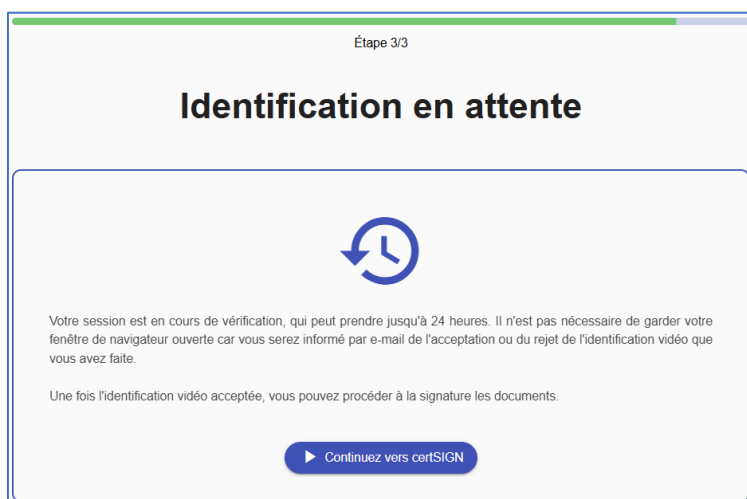 Étape 3/3
Identification en attente
Votre session est en cours de vérification, qui peut prendre jusqu'à 24 heures. Il n'est pas nécessaire de garder votre
fenêtre de navigateur ouverte car vous serez informé par e-mail de l'acceptation ou du rejet de l'identification vidéo que
vous avez faite.
Une fois l'identification vidéo acceptée, vous pouvez procéder à la signature les documents.
Continuez vers certSIGN